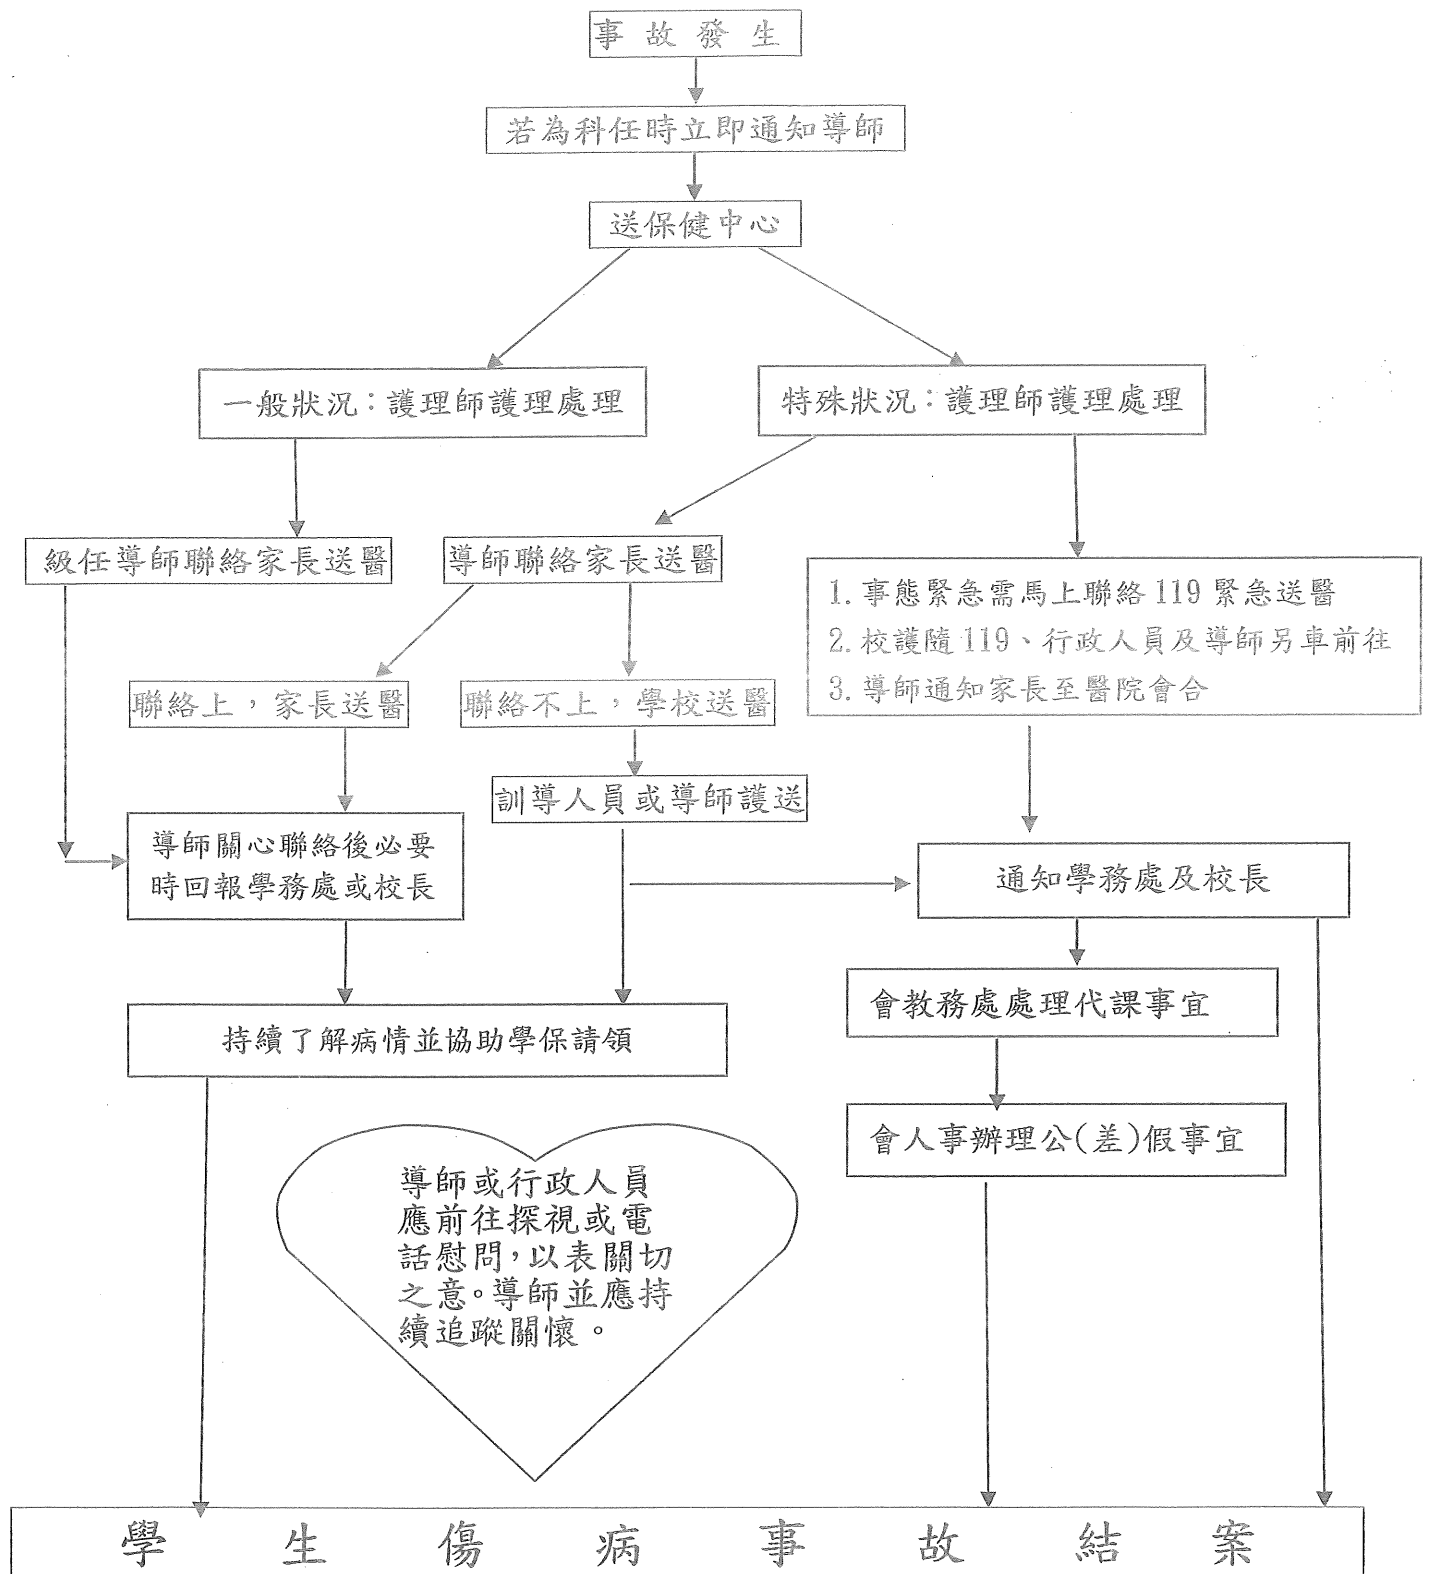 事故發生
若為科任時立即通知導師
送保健中心
一般狀況：護理師護理處理
特殊狀況：護理師護理處理
級任導師聯絡家長送醫
導師聯絡家長送醫
1. 事態緊急需馬上聯絡 119 緊急送醫
2. 校護隨 119、行政人員及導師另車前往
3. 導師通知家長至醫院會合
聯絡上，家長送醫
聯絡不上，學校送醫
訓導人員或導師護送
導師關心聯絡後必要
時回報學務處或校長
通知學務處及校長
會教務處處理代課事宜
持續了解病情並協助學保請領
會人事辦理公(差)假事宜
導師或行政人員
應前往探視或電
話慰問，以表關切
之意。導師並應持
續追蹤關懷。
學生傷病事故結案